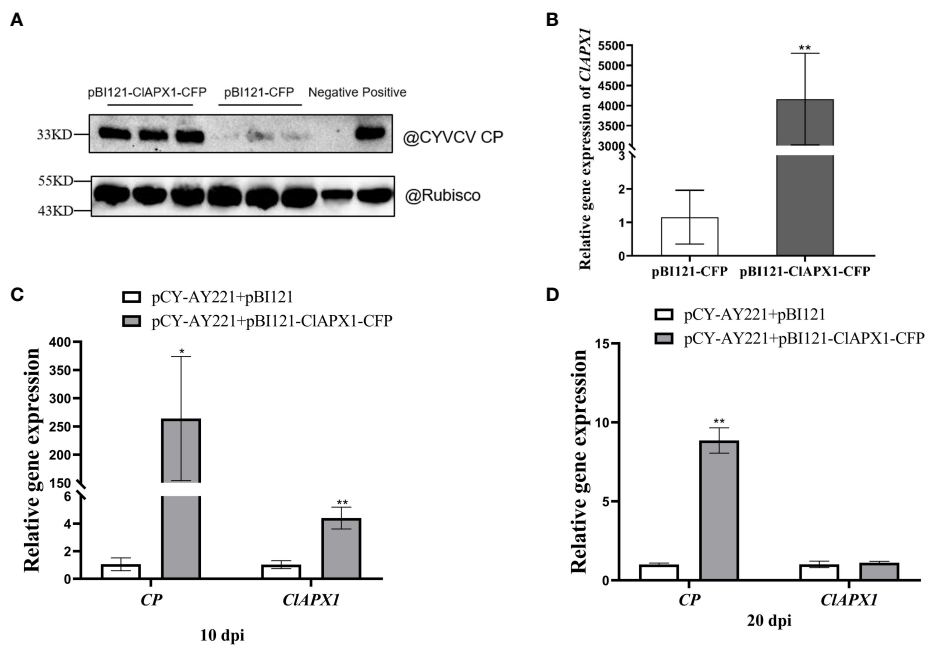 A
pBI121-ClAPX1-CFP pBI121-CFP Negative Positive
33KD
@CYVCV CP
55KD
43KD
@Rubisco
B
Relative gene expression of ClAPX1
5500
5000
4500
4000
3500
3000
3
2
1
0
**
pBI121-CFP pBI121-ClAPX1-CFP
C
pCY-AY221+pBI121
pCY-AY221+pBI121-ClAPX1-CFP
Relative gene expression
400
350
300
250
200
150
6
4
2
0
*
**
CP ClAPX1
10 dpi
D
pCY-AY221+pBI121
pCY-AY221+pBI121-ClAPX1-CFP
Relative gene expression
15
10
5
0
**
CP ClAPX1
20 dpi